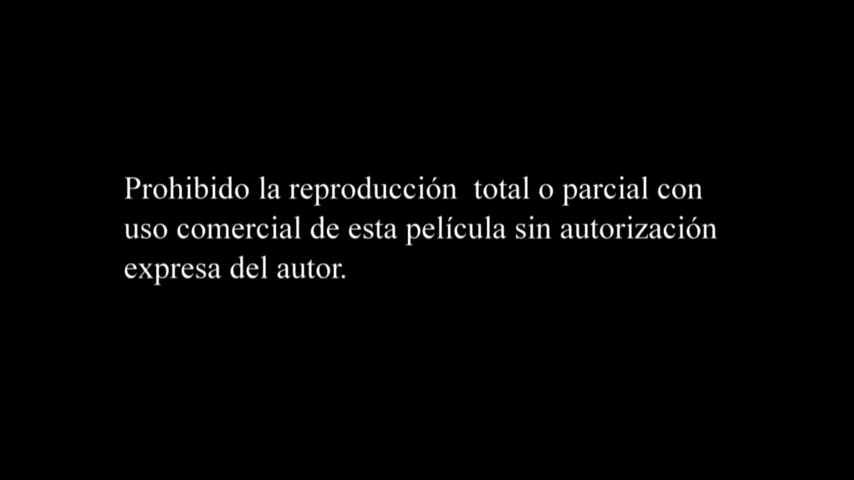 Prohibido la reproducción  total o parcial con
uso comercial de esta película sin autorización
expresa del autor.